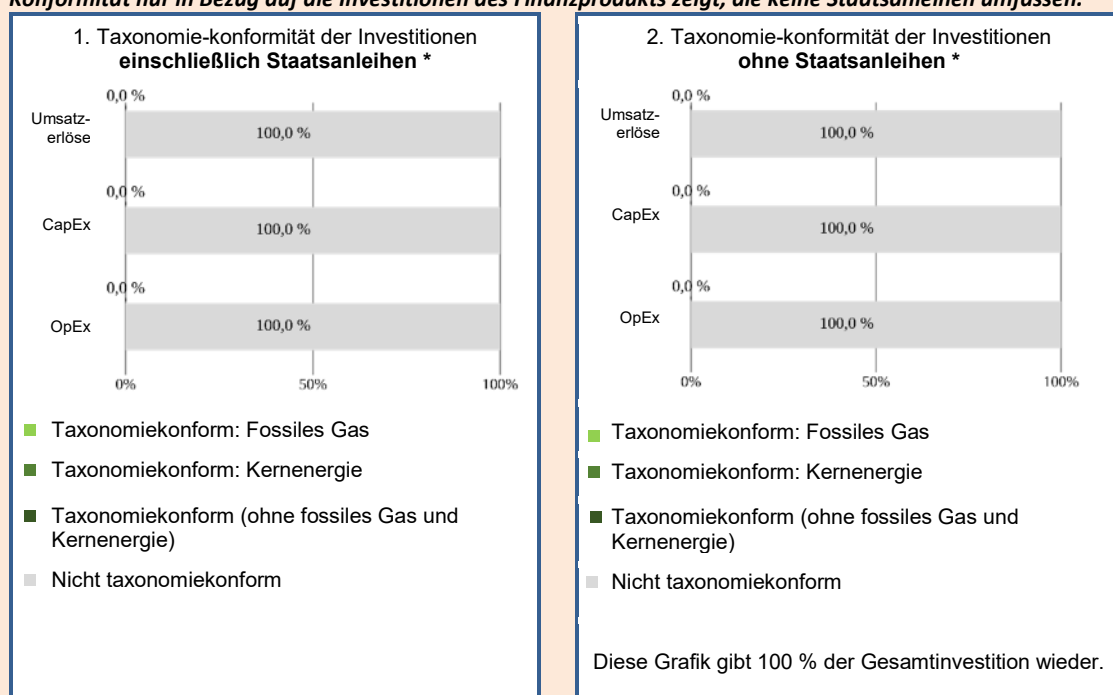 Konformität nur in Bezug auf die Investitionen des Finanzprodukts zeigt, die keine Staatsanleihen umfassen.
1. Taxonomie-konformität der Investitionen
einschließlich Staatsanleihen *
0,0 %
Umsatz-
erlöse
100,0 %
0,0 %
CapEx
100,0 %
0,0 %
OpEx
100,0 %
0%
50%
100%
Taxonomiekonform: Fossiles Gas
Taxonomiekonform: Kernenergie
Taxonomiekonform (ohne fossiles Gas und
Kernenergie)
Nicht taxonomiekonform
2. Taxonomie-konformität der Investitionen
ohne Staatsanleihen *
0,0 %
Umsatz-
erlöse
100,0 %
0,0 %
CapEx
100,0 %
0,0 %
OpEx
100,0 %
0%
50%
100%
Taxonomiekonform: Fossiles Gas
Taxonomiekonform: Kernenergie
Taxonomiekonform (ohne fossiles Gas und
Kernenergie)
Nicht taxonomiekonform
Diese Grafik gibt 100 % der Gesamtinvestition wieder.